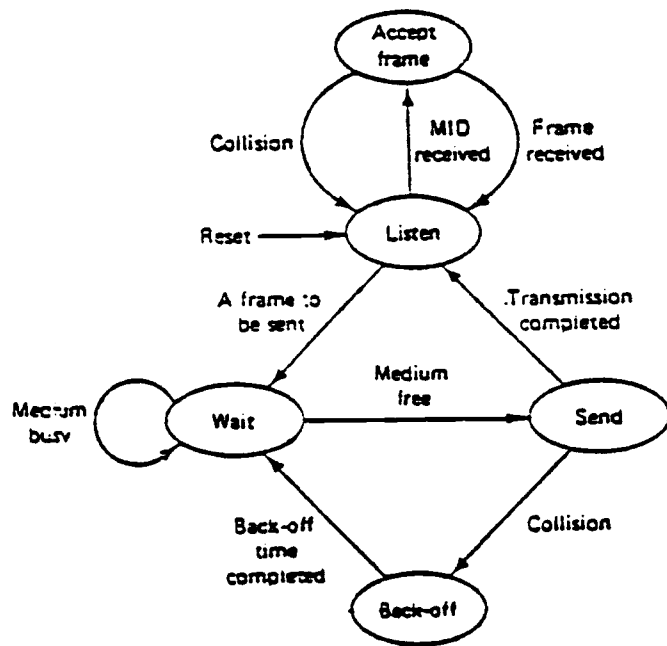 Accept
frame
Collision
MID
received
Frame
received
Reset
Listen
A frame to
be sent
.Transmission
completed
Medium
free
Medium
busy
Wait
Send
Back-off
time
completed
Collision
Back-off